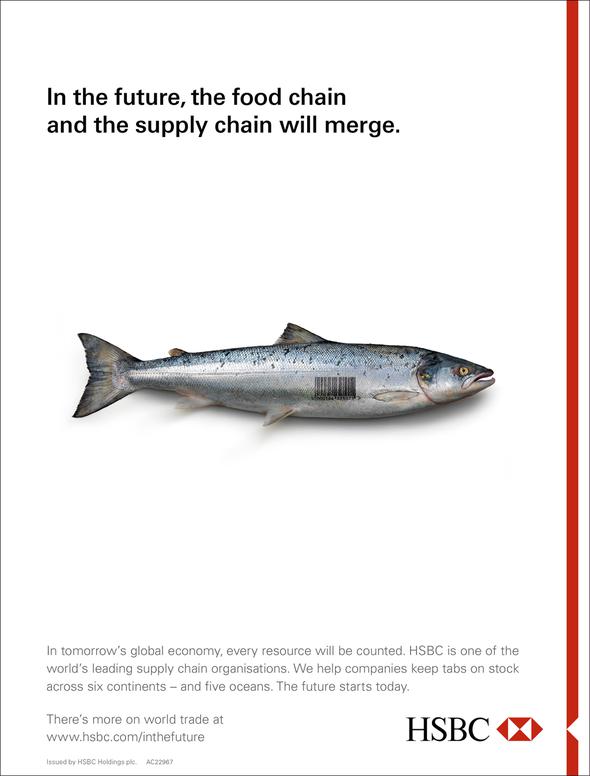 In the future, the food chain
and the supply chain will merge.
In tomorrow's global economy, every resource will be counted. HSBC is one of the
world's leading supply chain organisations. We help companies keep tabs on stock
across six continents – and five oceans. The future starts today.
There's more on world trade at
www.hsbc.com/inthefuture
HSBC
Issued by HSBC Holdings plc. AC22967